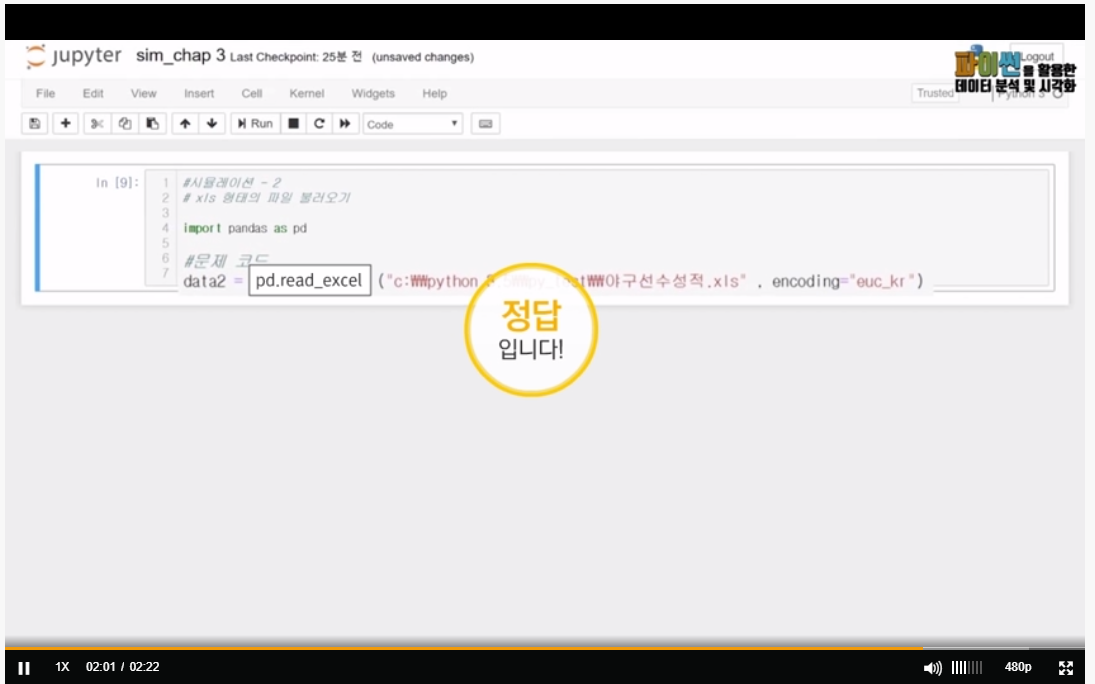 jupyter sim_chap 3 Last Checkpoint: 25분 전 (unsaved changes)
Logout
파이썬을 활용한
데이터 분석 및 시각화
File Edit View Insert Cell Kernel Widgets Help
Trusted
Python 3
Run
Code
In [9]:
1 #시뮬레이션 - 2
2 # xls 형태의 파일 불러오기
3
4 import pandas as pd
5
6 #문제 코드
7 data2 = pd.read_excel ("c:₩₩python ₩₩야구선수성적.xls" , encoding="euc_kr")
정답
입니다!
1X 02:01 / 02:22
480p